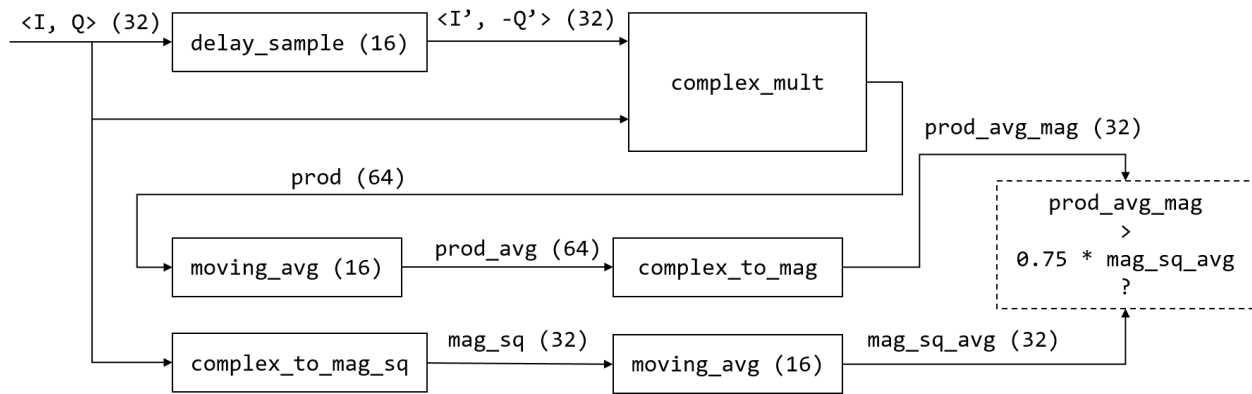 <I, Q> (32)
delay_sample (16)
<I’, -Q’> (32)
complex_mult
prod_avg_mag (32)
prod (64)
prod_avg_mag
>
0.75 * mag_sq_avg
?
moving_avg (16)
prod_avg (64)
complex_to_mag
complex_to_mag_sq
mag_sq (32)
moving_avg (16)
mag_sq_avg (32)